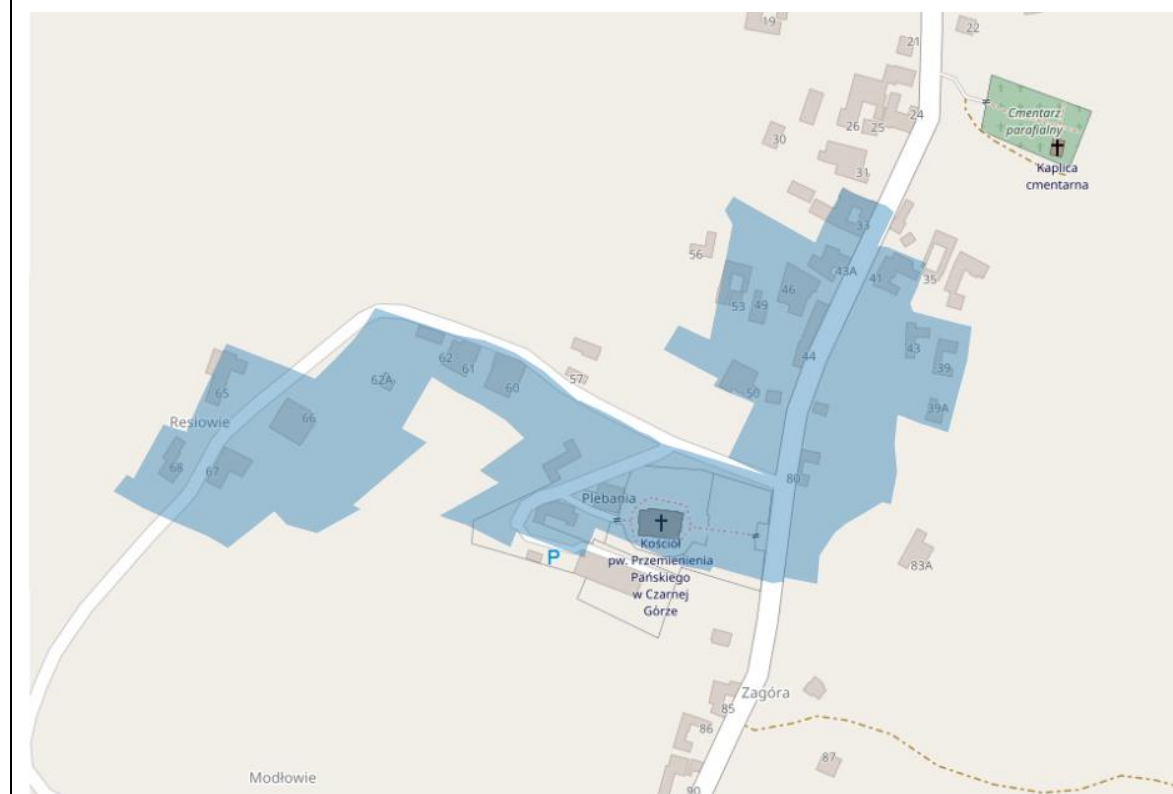 19
22
21
24
26
25
30
31
Cmentarz
parafialny
Kaplica
cmentarna
33
56
43A
41
35
46
53
49
43
44
39
62
61
57
62A
60
50
39A
65
Resiowie
66
68
67
80
Plebania
P
Kościół
pw. Przemienienia
Pańskiego
w Czarnej
Górze
83A
Zagóra
85
86
87
Modłowie
90